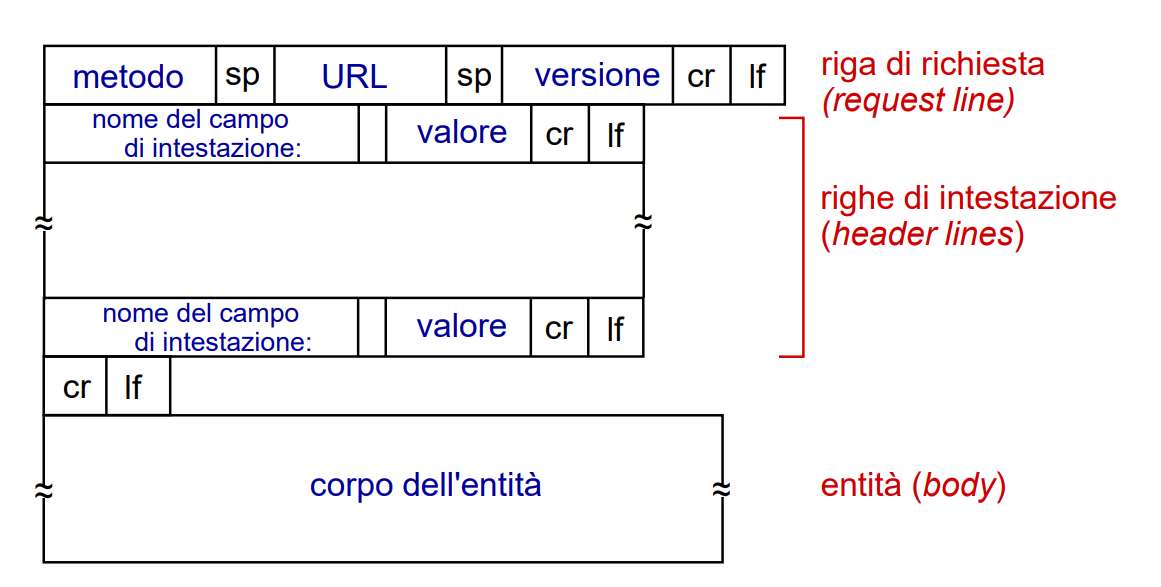 metodo sp URL sp versione cr lf
riga di richiesta
(request line)
nome del campo
di intestazione:
valore cr lf
righe di intestazione
(header lines)
nome del campo
di intestazione:
valore cr lf
cr lf
corpo dell'entità
entità (body)